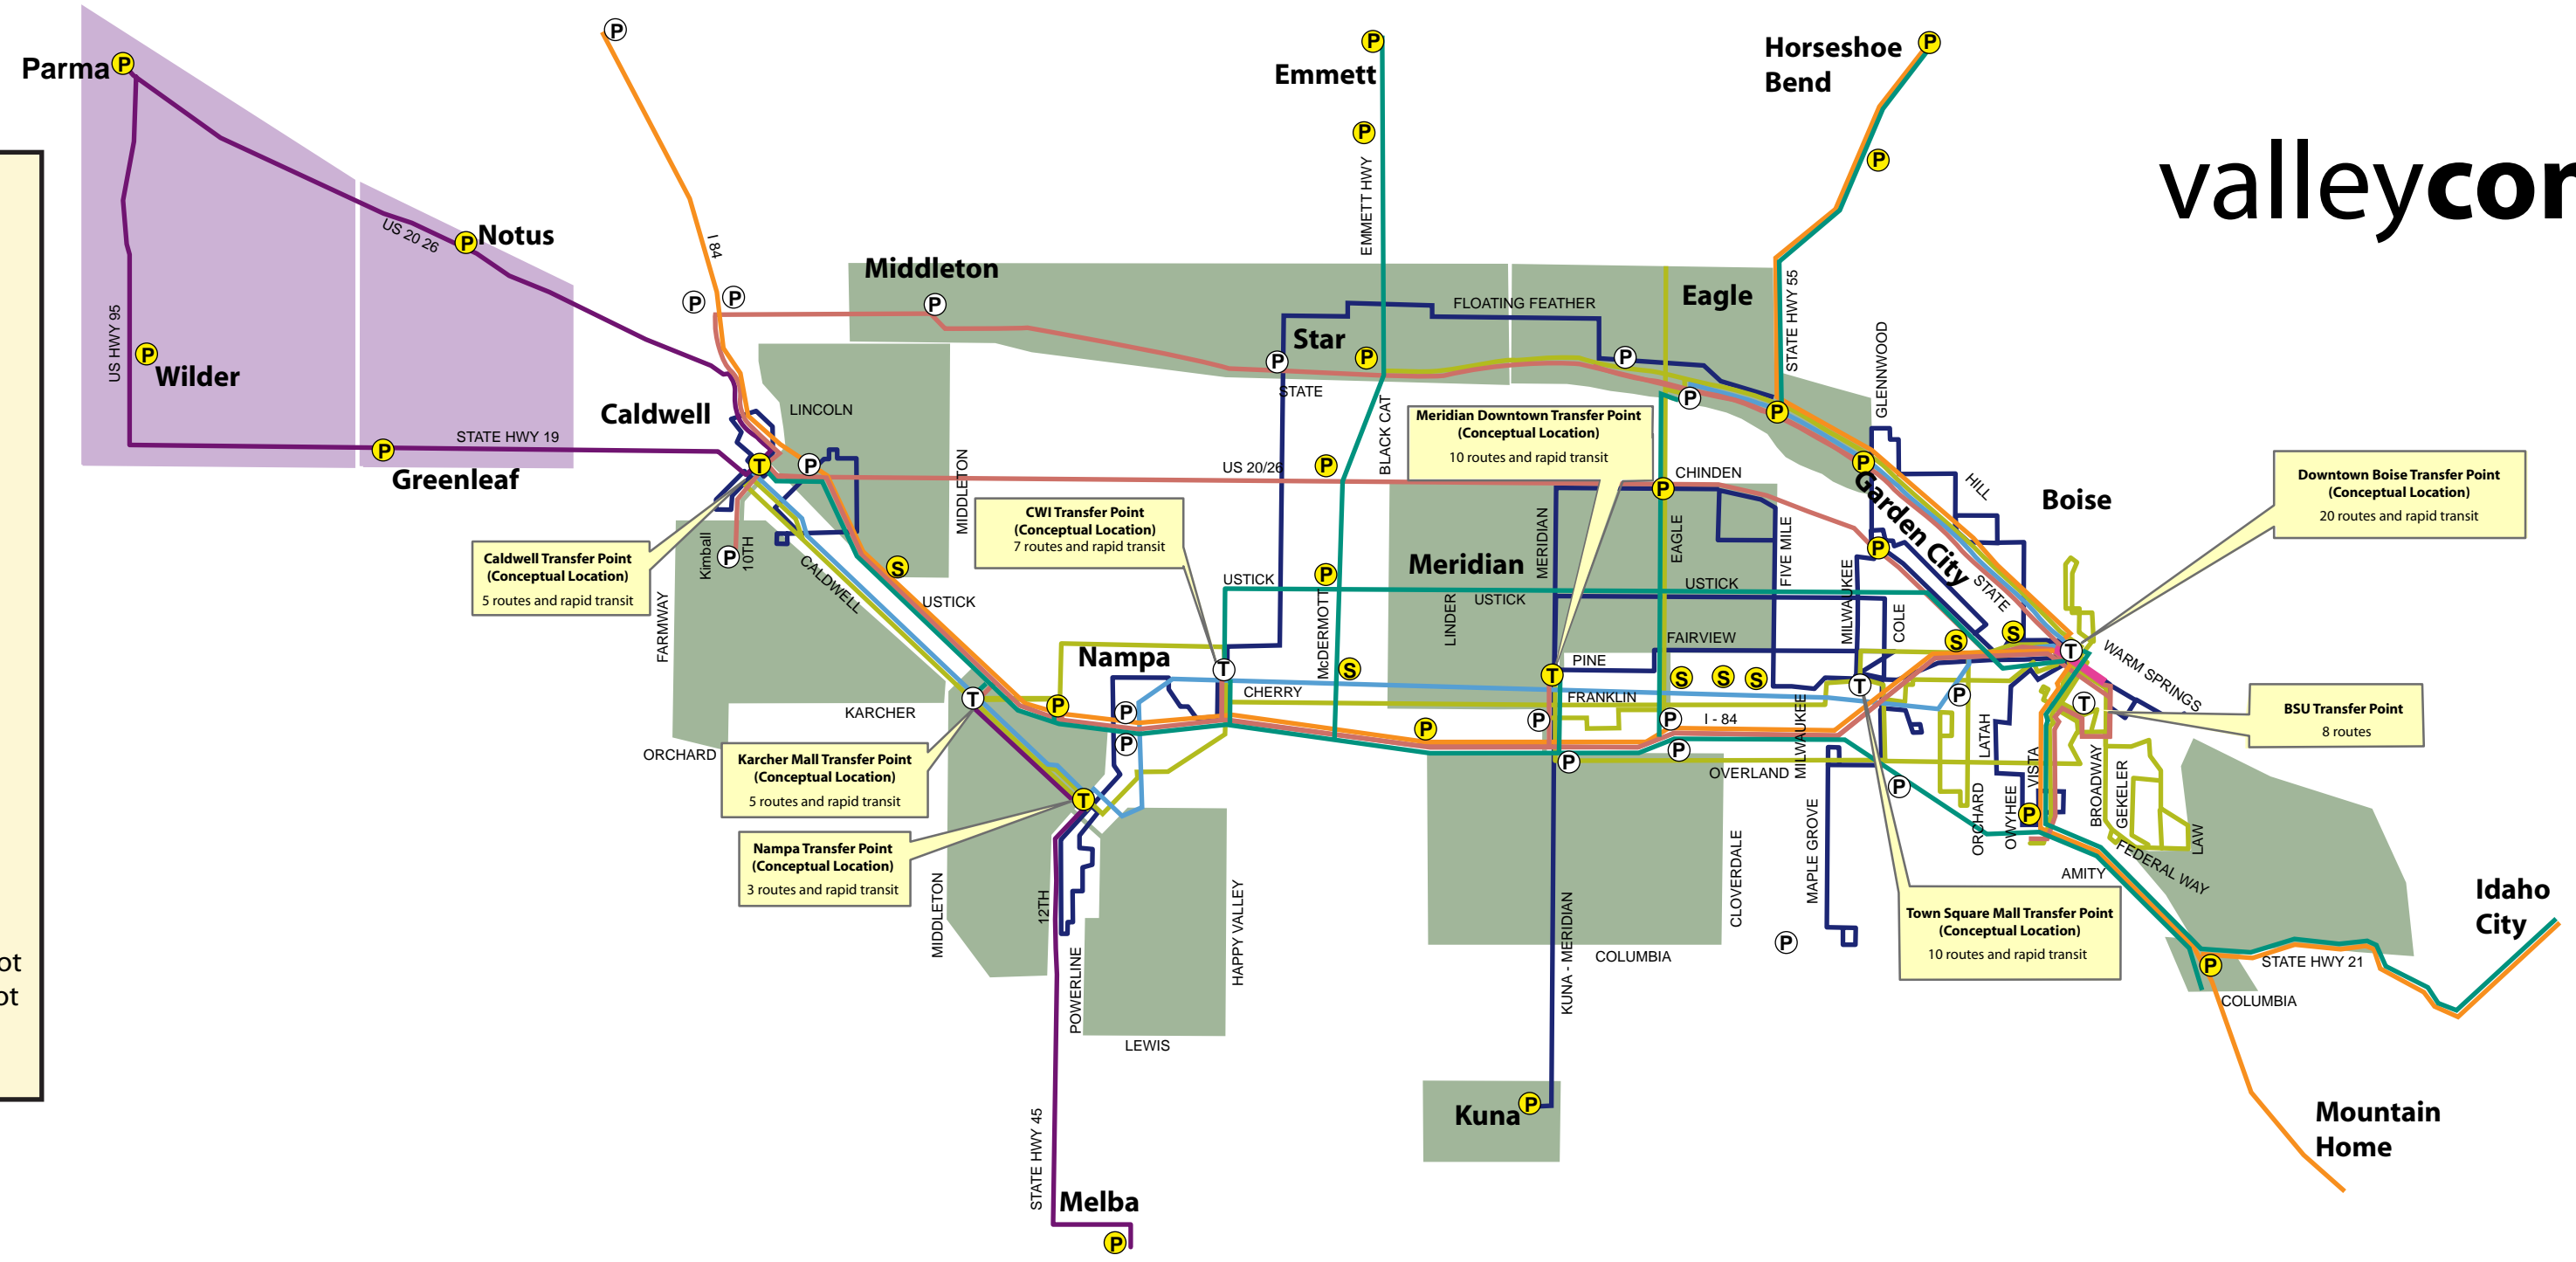 Parma
P
P
Emmett
P
P
Horseshoe
Bend
P
P
valleycor
EMMETT HWY
US 20 26
P
Notus
I 84
P
P
Middleton
P
Eagle
STATE HWY 55
FLOATING FEATHER
Star
P
P
P
STATE
GLENNWOOD
US HWY 95
P
Wilder
Caldwell
LINCOLN
P
P
STATE HWY 19
P
Greenleaf
T
P
MIDDLETON
US 20/26
P
BLACK CAT
Meridian Downtown Transfer Point
(Conceptual Location)
10 routes and rapid transit
CHINDEN
P
P
Garden City
HILL
Boise
Downtown Boise Transfer Point
(Conceptual Location)
20 routes and rapid transit
CWI Transfer Point
(Conceptual Location)
7 routes and rapid transit
Caldwell Transfer Point
(Conceptual Location)
5 routes and rapid transit
Kimball
10TH
P
S
CALDWELL
USTICK
FARMWAY
USTICK
P
McDERMOTT
Meridian
MERIDIAN
LINDER
USTICK
EAGLE
USTICK
FIVE MILE
MILWAUKEE
P
COLE
STATE
FAIRVIEW
S
S
T
WARM SPRINGS
Nampa
T
S
CHERRY
T
PINE
FRANKLIN
S
S
S
T
P
T
BSU Transfer Point
8 routes
T
KARCHER
P
P
P
P
P
P
I - 84
P
P
OVERLAND
MILWAUKEE
P
LATAH
VISTA
BROADWAY
GEKELER
LAW
ORCHARD
Karcher Mall Transfer Point
(Conceptual Location)
5 routes and rapid transit
T
Nampa Transfer Point
(Conceptual Location)
3 routes and rapid transit
MIDDLETON
12TH
POWERLINE
HAPPY VALLEY
LEWIS
KUNA - MERIDIAN
CLOVERDALE
COLUMBIA
MAPLE GROVE
P
ORCHARD
OWYHEE
P
AMITY
FEDERAL WAY
Town Square Mall Transfer Point
(Conceptual Location)
10 routes and rapid transit
Idaho
City
P
STATE HWY 21
COLUMBIA
ot
ot
Kuna
P
Mountain
Home
STATE HWY 45
Melba
P